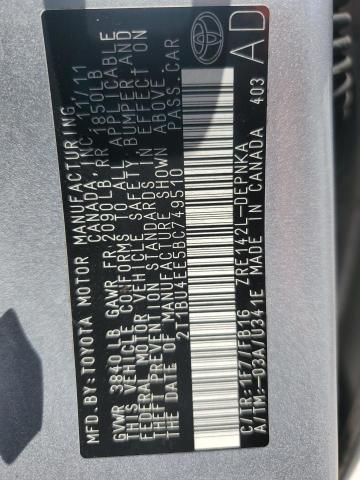 MFD. BY: TOYOTA MOTOR MANUFACTURING
CANADA, INC. 11/11
GVWR 3840LB GAWR FR 2090LB, RR 1850LB
THIS VEHICLE CONFORMS TO ALL APPLICABLE
FEDERAL MOTOR VEHICLE SAFETY BUMPER AND
THEFT PREVENTION STANDARDS IN EFFECT ON
THE DATE OF MANUFACTURE SHOWN ABOVE.
2T1BU4EE5BC749510 PASS.CAR
C/TR:1F7/FB16 ZRE142L-DEPNKA
A/TM:-03A/U341E MADE IN CANADA 403
AD